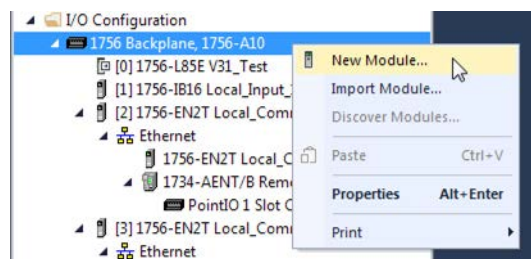 I/O Configuration
1756 Backplane, 1756-A10
[0] 1756-L85E V31_Test
[1] 1756-IB16 Local_Input_
[2] 1756-EN2T Local_Comm
Ethernet
1756-EN2T Local_C
1734-AENT/B Rem
PointIO 1 Slot C
[3] 1756-EN2T Local_Comm
Ethernet
New Module...
Import Module...
Discover Modules...
Paste Ctrl+V
Properties Alt+Enter
Print